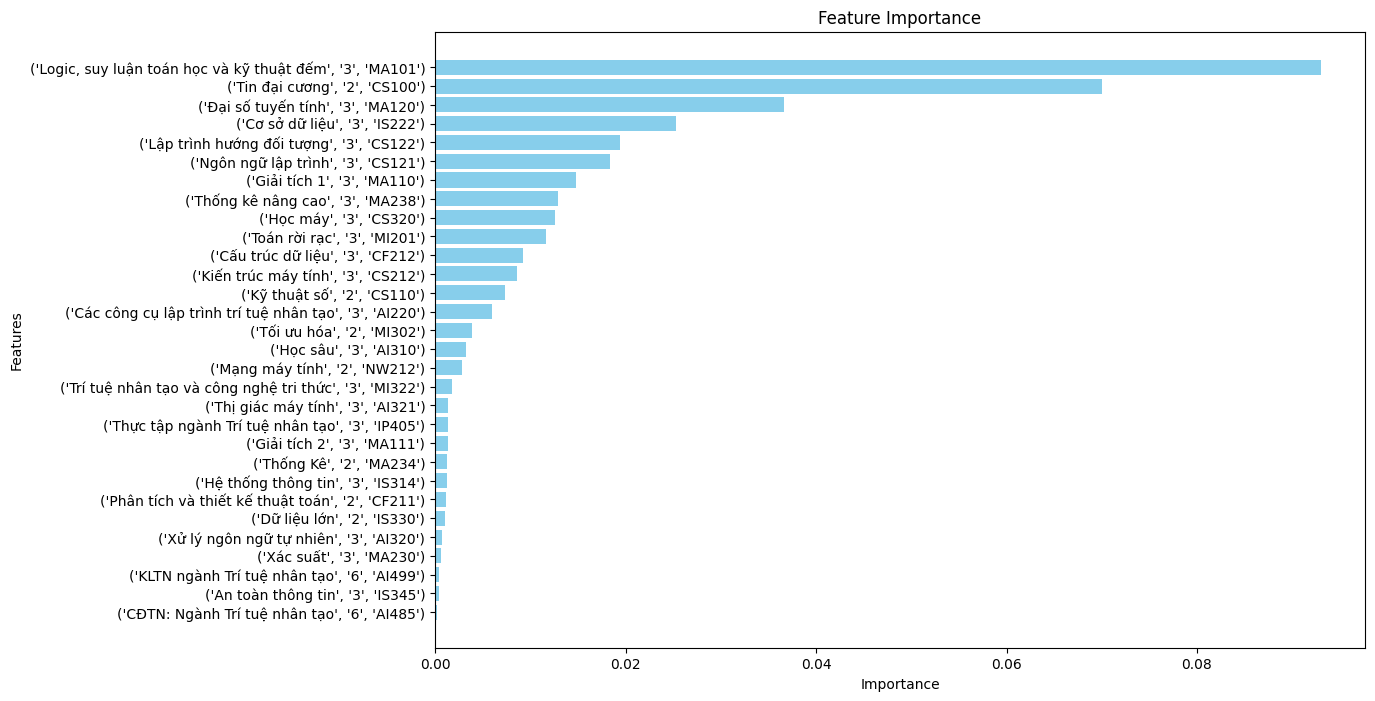 Feature Importance
('Logic, suy luận toán học và kỹ thuật đếm', '3', 'MA101')
('Tin đại cương', '2', 'CS100')
('Đại số tuyến tính', '3', 'MA120')
('Cơ sở dữ liệu', '3', 'IS222')
('Lập trình hướng đối tượng', '3', 'CS122')
('Ngôn ngữ lập trình', '3', 'CS121')
('Giải tích 1', '3', 'MA110')
('Thống kê nâng cao', '3', 'MA238')
('Học máy', '3', 'CS320')
('Toán rời rạc', '3', 'MI201')
('Cấu trúc dữ liệu', '3', 'CF212')
('Kiến trúc máy tính', '3', 'CS212')
('Kỹ thuật số', '2', 'CS110')
('Các công cụ lập trình trí tuệ nhân tạo', '3', 'AI220')
('Tối ưu hóa', '2', 'MI302')
('Học sâu', '3', 'AI310')
('Mạng máy tính', '2', 'NW212')
('Trí tuệ nhân tạo và công nghệ tri thức', '3', 'MI322')
('Thị giác máy tính', '3', 'AI321')
('Thực tập ngành Trí tuệ nhân tạo', '3', 'IP405')
('Giải tích 2', '3', 'MA111')
('Thống Kê', '2', 'MA234')
('Hệ thống thông tin', '3', 'IS314')
('Phân tích và thiết kế thuật toán', '2', 'CF211')
('Dữ liệu lớn', '2', 'IS330')
('Xử lý ngôn ngữ tự nhiên', '3', 'AI320')
('Xác suất', '3', 'MA230')
('KLTN ngành Trí tuệ nhân tạo', '6', 'AI499')
('An toàn thông tin', '3', 'IS345')
('CĐTN: Ngành Trí tuệ nhân tạo', '6', 'AI485')
Features
0.00 0.02 0.04 0.06 0.08
Importance